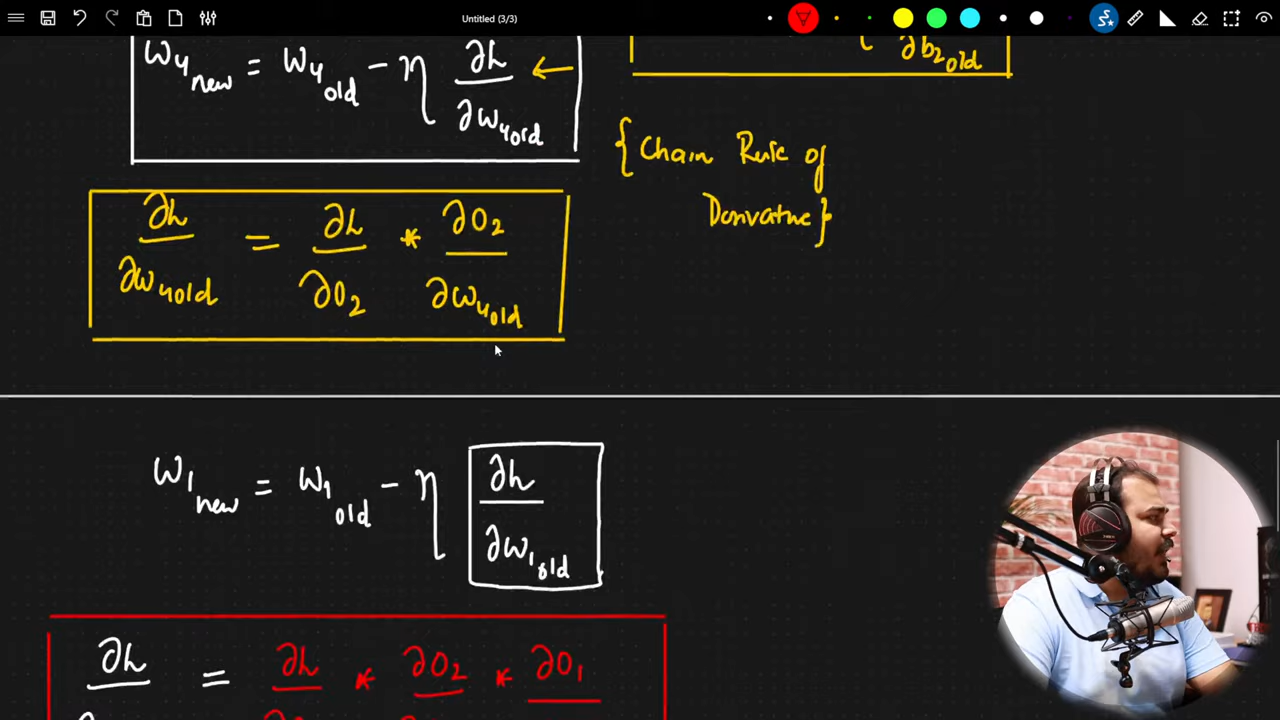 Untitled (3/3)
W4new = W4old - η ∂L/∂W4old ←
∂b2old
{Chain Rule of
Derivative}
∂L/∂W4old = ∂L/∂O2 * ∂O2/∂W4old
W1new = W1old - η ∂L/∂W1old
∂L = ∂L * ∂O2 * ∂O1